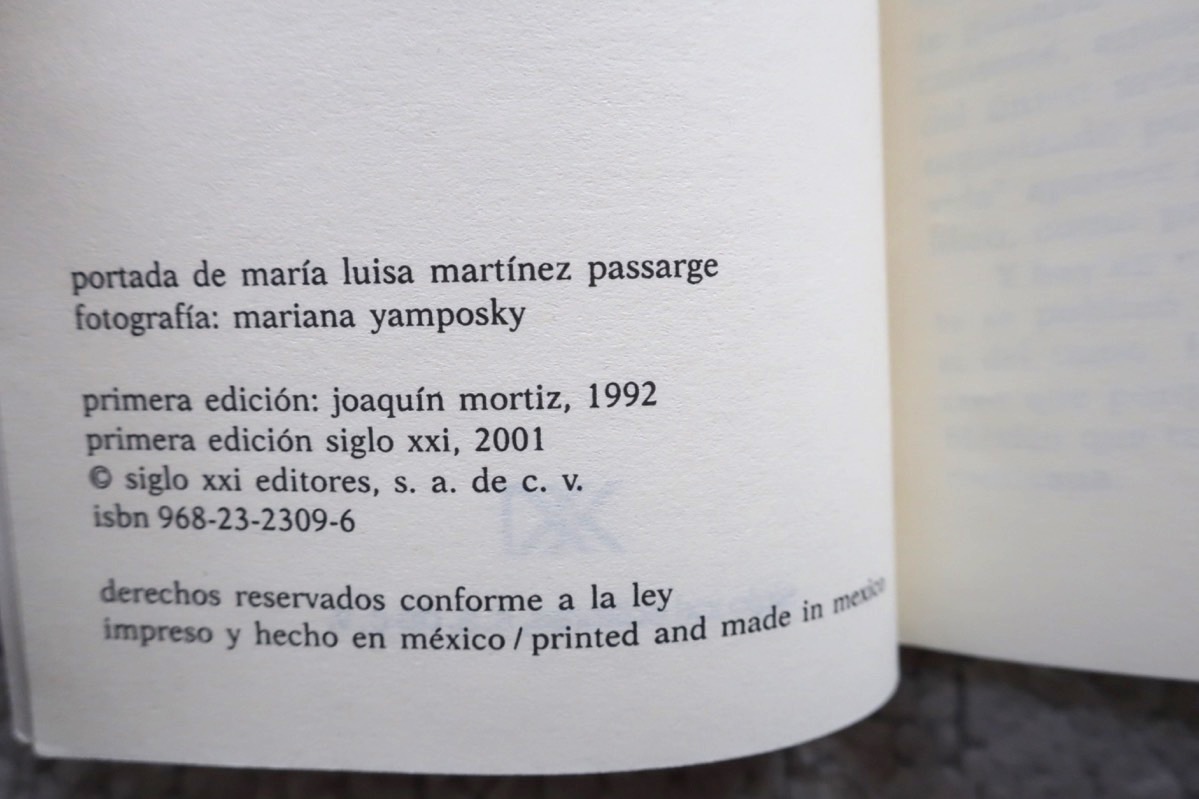 portada de maría luisa martínez passarge
fotografía: mariana yamposky
primera edición: joaquín mortiz, 1992
primera edición siglo xxi, 2001
© siglo xxi editores, s. a. de c. v.
isbn 968-23-2309-6
derechos reservados conforme a la ley
impreso y hecho en méxico / printed and made in mexico